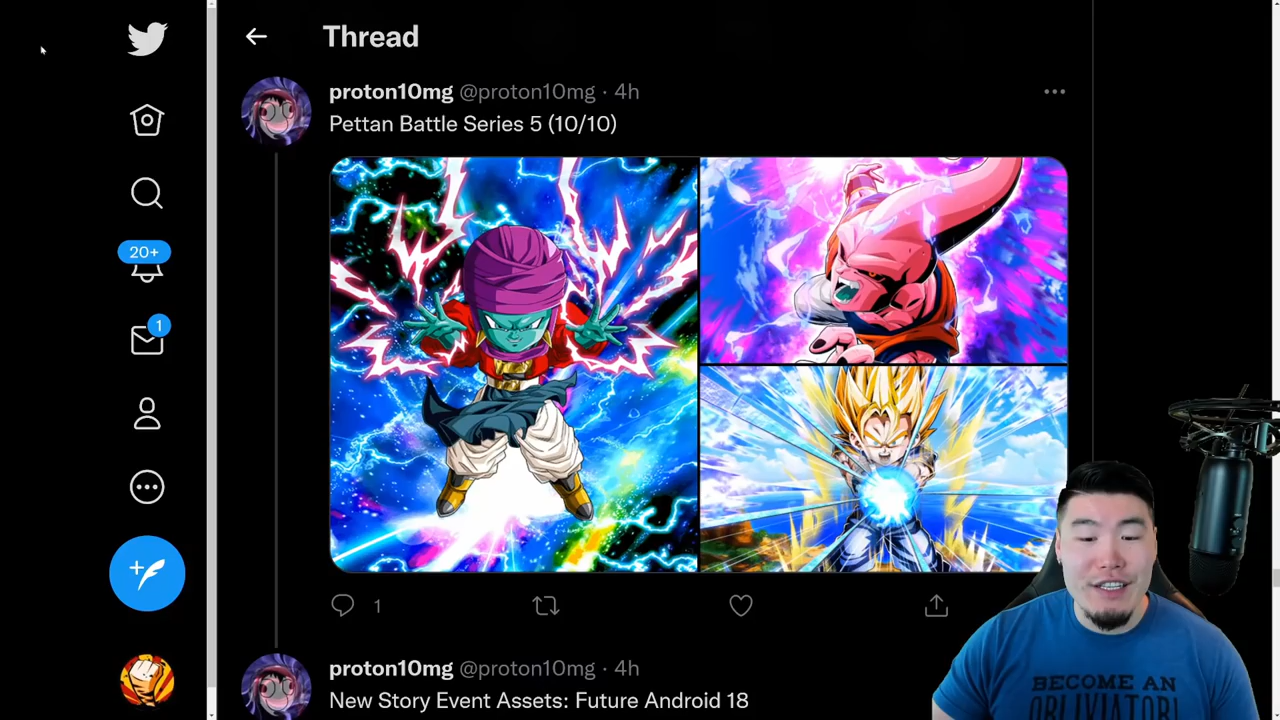 Thread
proton10mg @proton10mg · 4h
Pettan Battle Series 5 (10/10)
20+
1
1
proton10mg @proton10mg · 4h
New Story Event Assets: Future Android 18
BECOME AN
OBLIVIATOR!